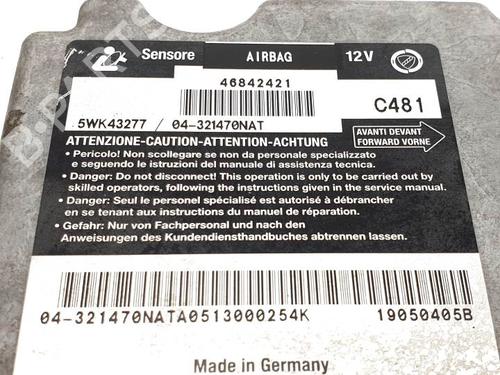 Sensore AIRBAG 12V
46842421
C481
5WK43277 / 04-321470NAT
AVANTI DEVANT
FORWARD VORNE
ATTENZIONE-CAUTION-ATTENTION-ACHTUNG
• Pericolo! Non scollegare se non da personale specializzato
e seguendo le istruzioni del manuale di assistenza tecnica.
• Danger: Do not disconnect! This operation is only to be carried out by
skilled operators, following the instructions given in the service manual.
• Danger: Seul le personel spécialisé est autorisé à débrancher
en se tenant aux instructions du manuel de réparation.
• Gefahr: Nur von Fachpersonal und nach den
Anweisungen des Kundendiensthandbuches abtrennen lassen.
04-321470NATA0513000254K 19050405B
Made in Germany